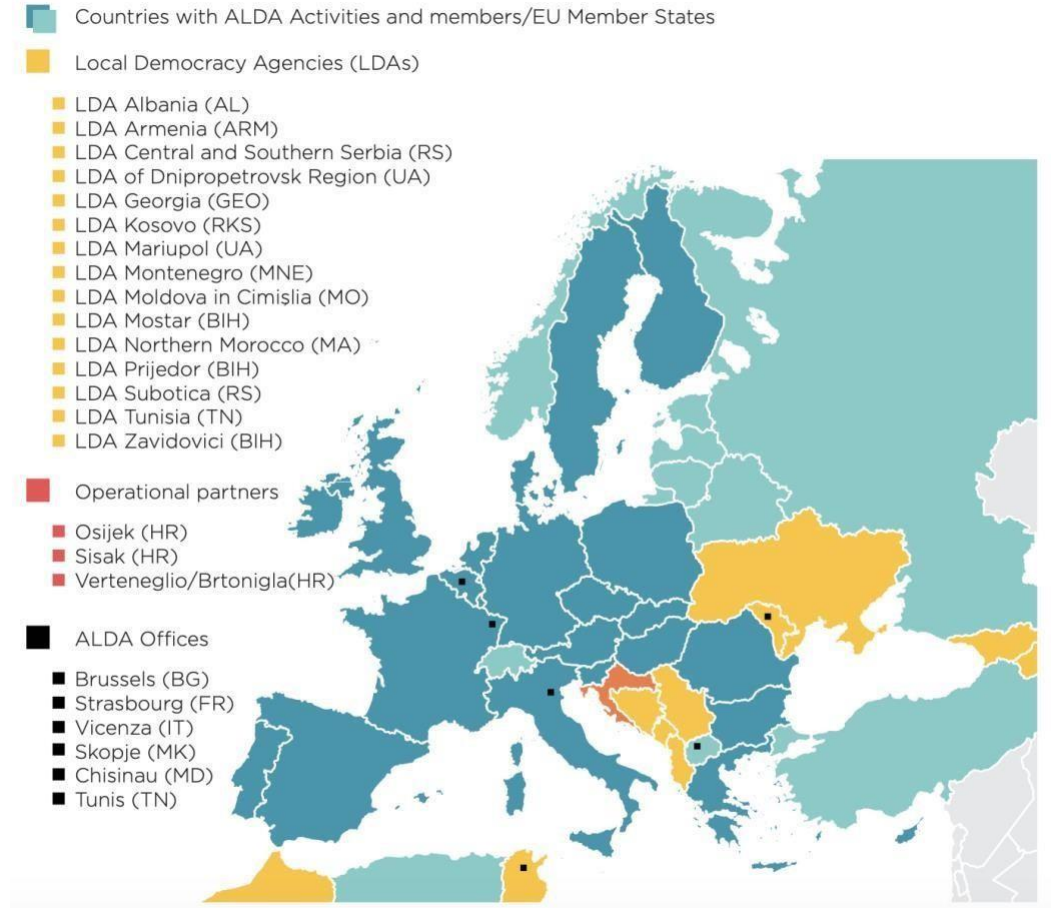 Countries with ALDA Activities and members/EU Member States
Local Democracy Agencies (LDAs)
LDA Albania (AL)
LDA Armenia (ARM)
LDA Central and Southern Serbia (RS)
LDA of Dnipropetrovsk Region (UA)
LDA Georgia (GEO)
LDA Kosovo (RKS)
LDA Mariupol (UA)
LDA Montenegro (MNE)
LDA Moldova in Cimislia (MO)
LDA Mostar (BIH)
LDA Northern Morocco (MA)
LDA Prijedor (BIH)
LDA Subotica (RS)
LDA Tunisia (TN)
LDA Zavidovici (BIH)
Operational partners
Osijek (HR)
Sisak (HR)
Verteneglio/Brtonigla(HR)
ALDA Offices
Brussels (BG)
Strasbourg (FR)
Vicenza (IT)
Skopje (MK)
Chisinau (MD)
Tunis (TN)